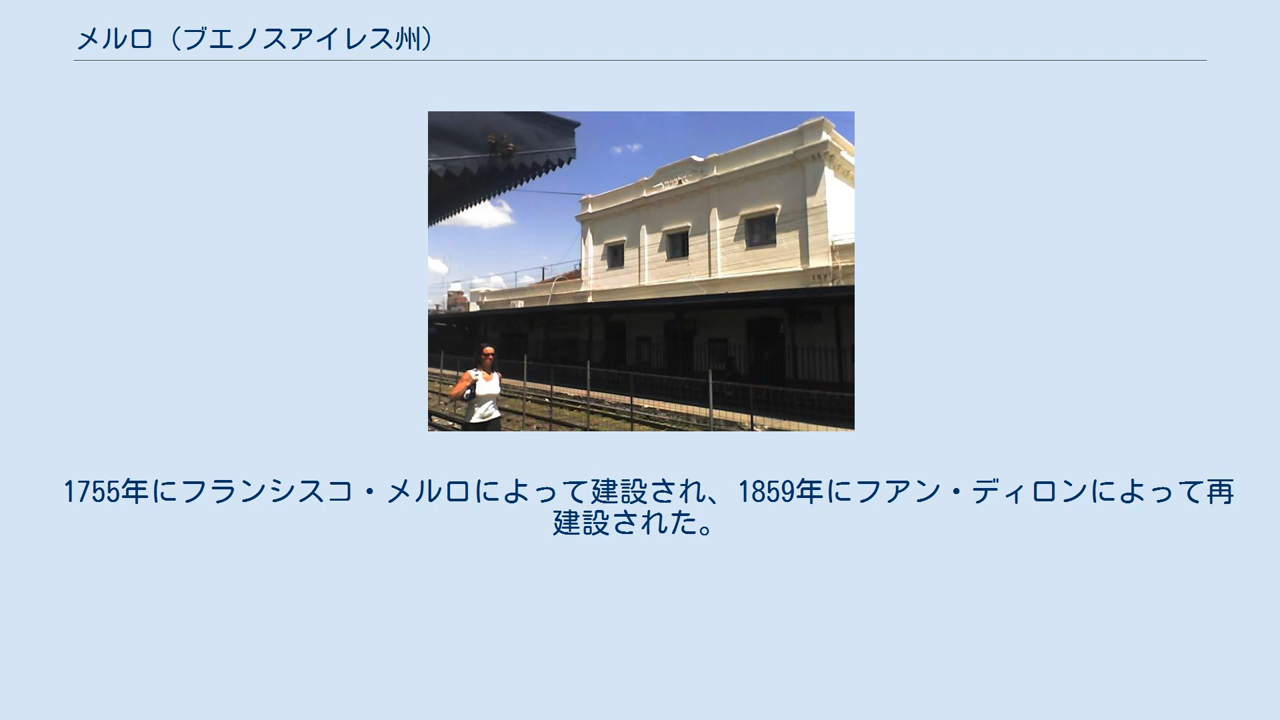 メルロ（ブエノスアイレス州）
1755年にフランシスコ・メルロによって建設され、1859年にフアン・ディロンによって再
建設された。